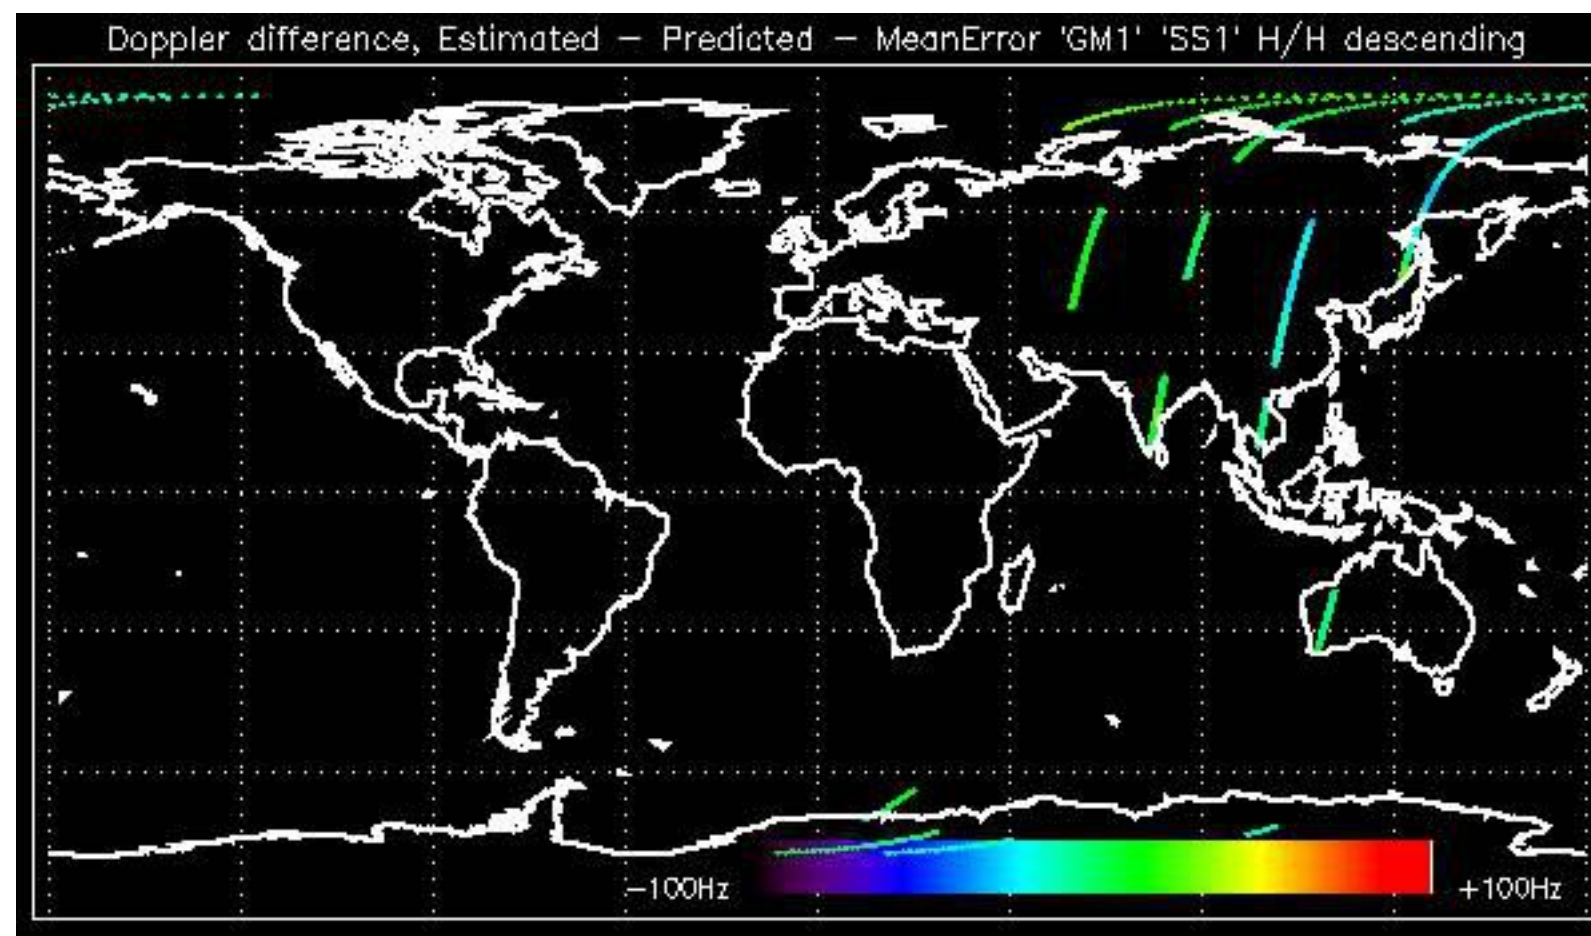 Doppler difference, Estimated – Predicted – MeanError 'GM1' 'SS1' H/H descending
–100Hz
+100Hz